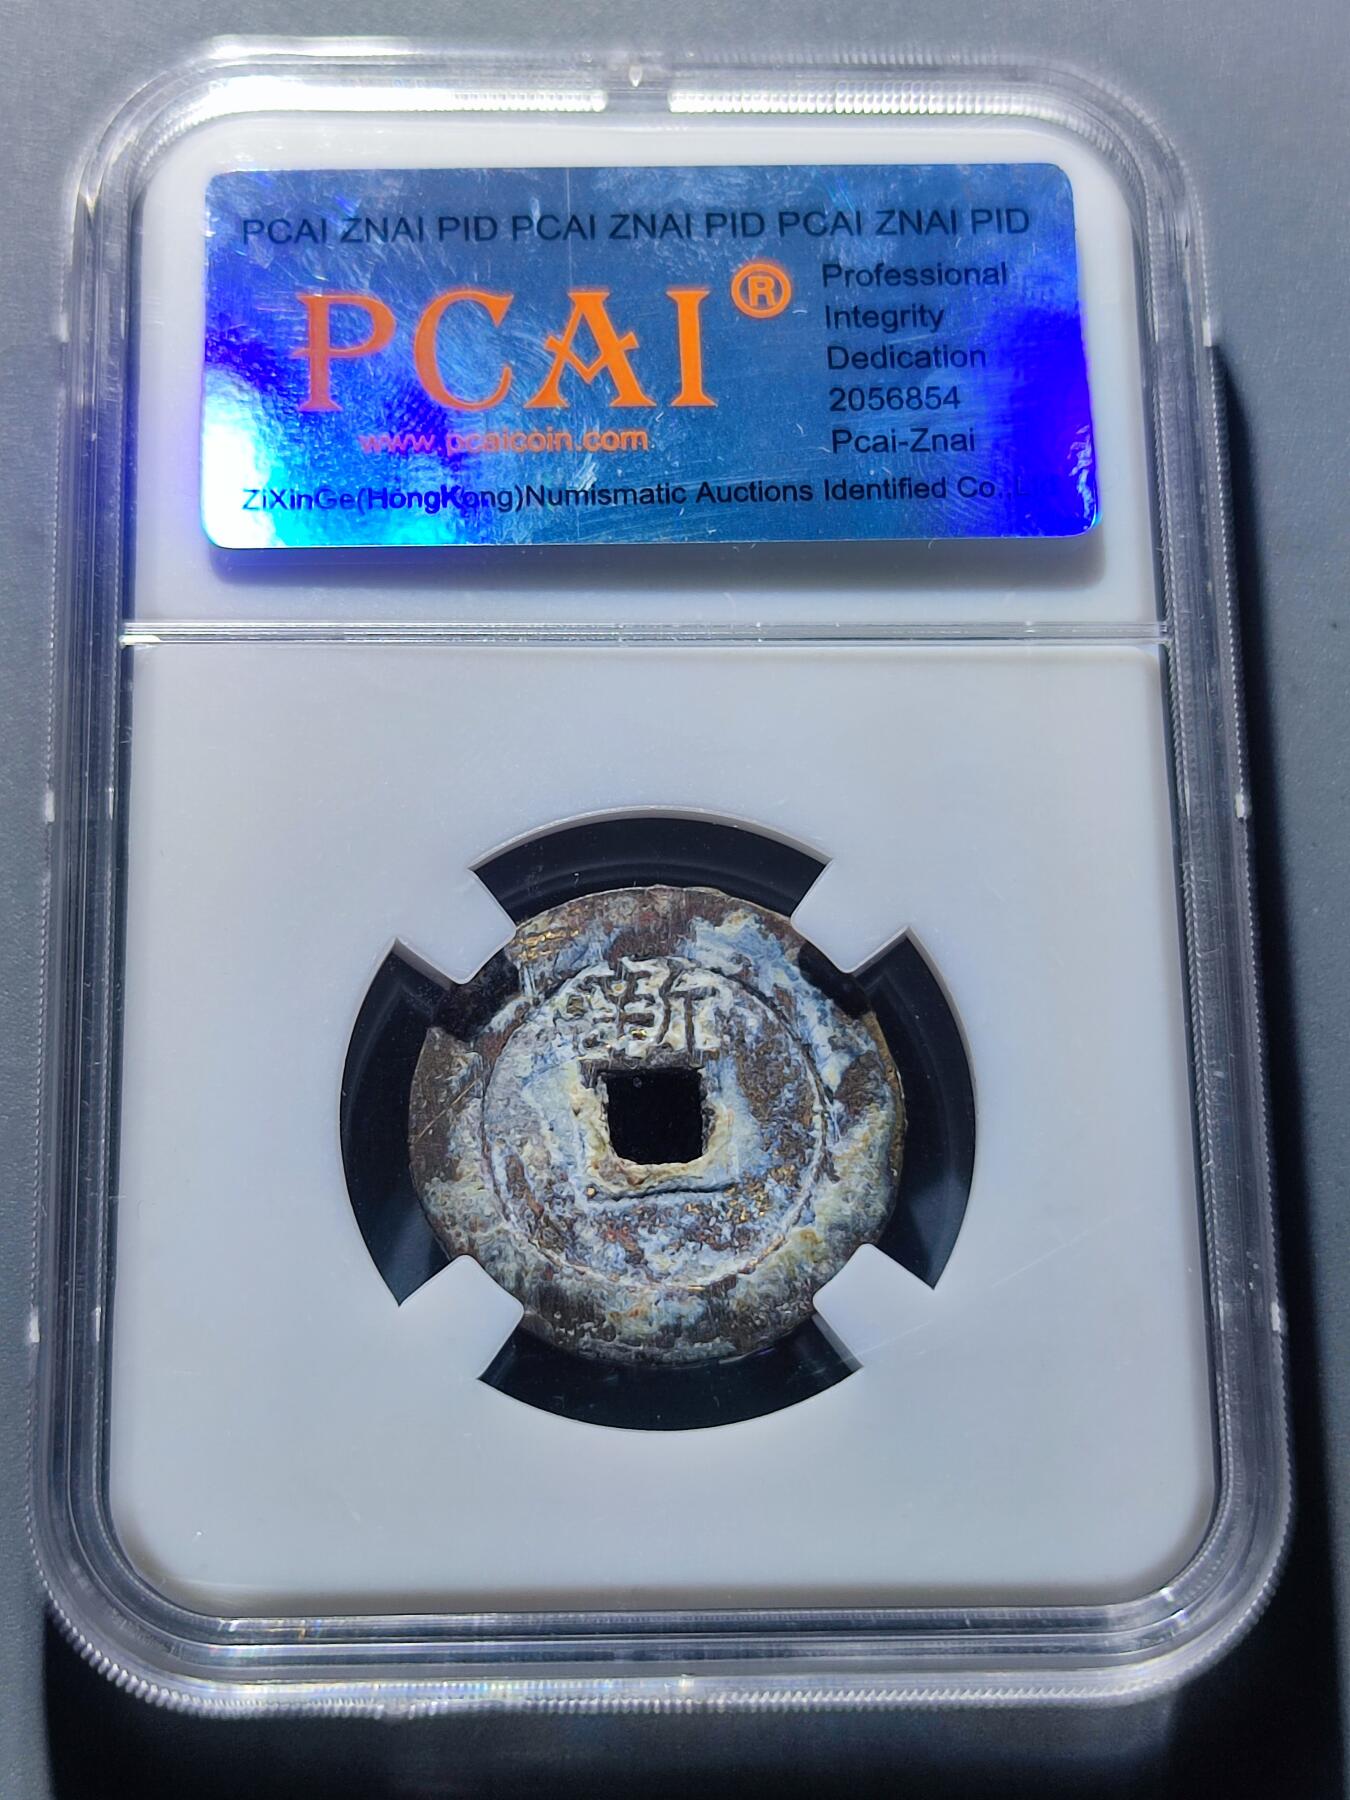 PCAI ZNAI PID PCAI ZNAI PID PCAI ZNAI PID
PCAI®
www.pcaicoin.com
Professional
Integrity
Dedication
2056854
Pcai-Znai
ZiXinGe(HongKong)Numismatic Auctions Identified Co.,